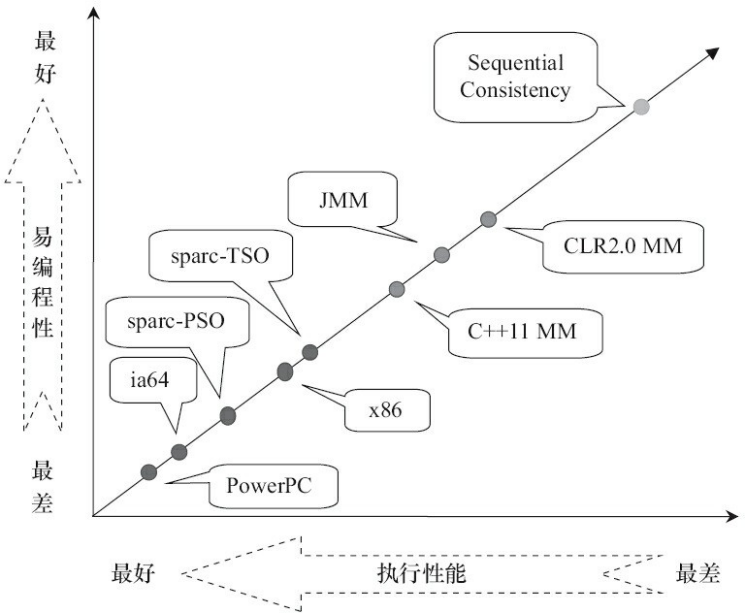 最好
Sequential
Consistency
JMM
CLR2.0 MM
sparc-TSO
易编程性
C++11 MM
sparc-PSO
ia64
x86
最差
PowerPC
最好
执行性能
最差